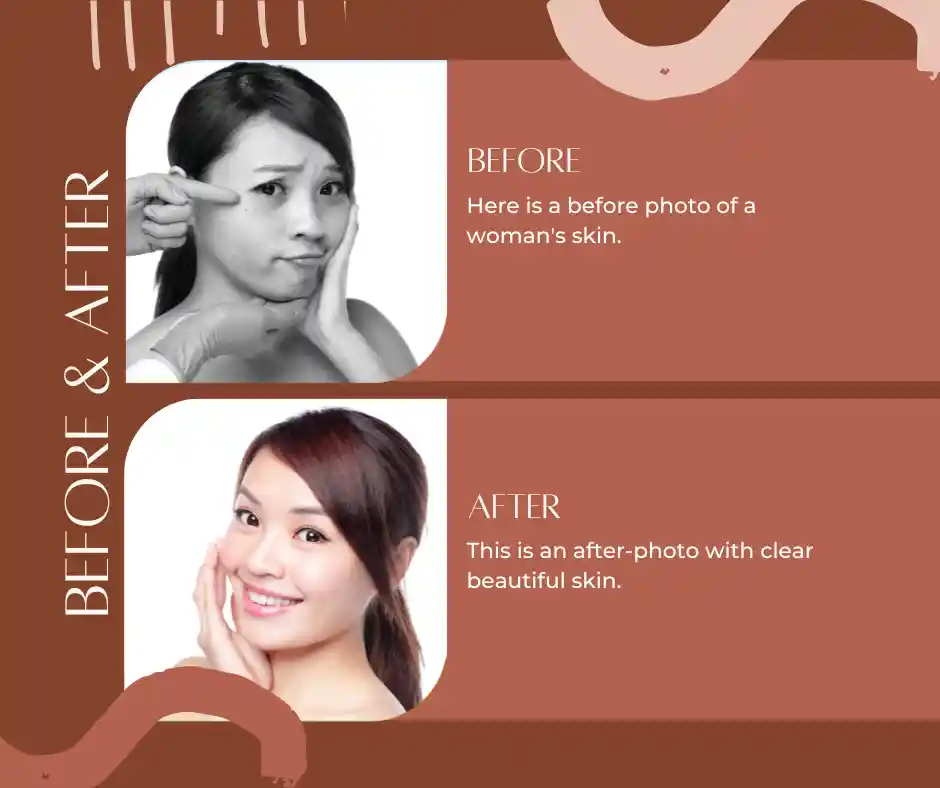 BEFORE & AFTER
BEFORE
Here is a before photo of a
woman's skin.
AFTER
This is an after-photo with clear
beautiful skin.